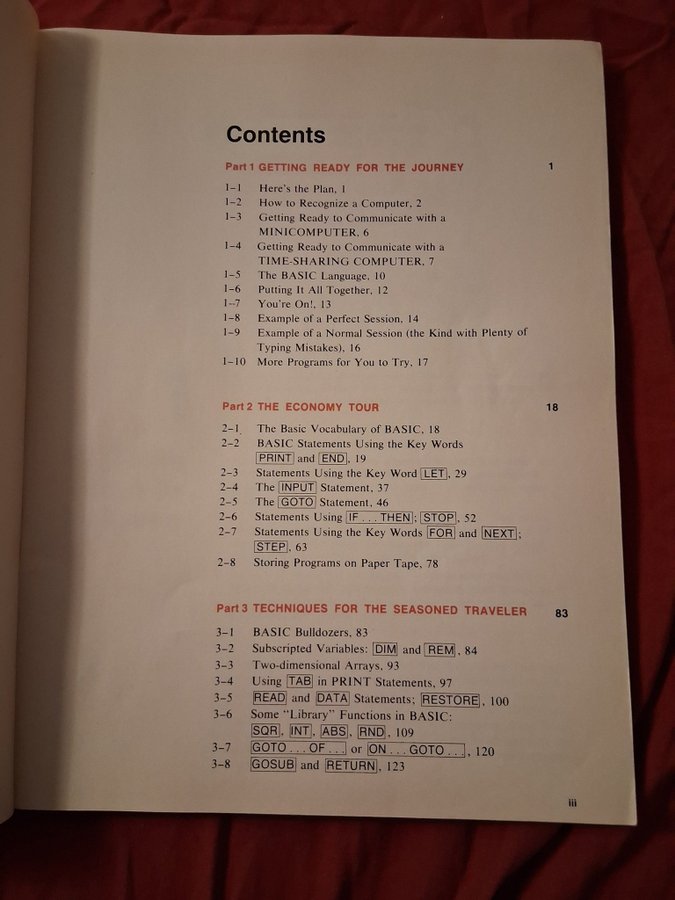 Contents
Part 1 GETTING READY FOR THE JOURNEY 1
1–1 Here's the Plan, 1
1–2 How to Recognize a Computer, 2
1–3 Getting Ready to Communicate with a
MINICOMPUTER, 6
1–4 Getting Ready to Communicate with a
TIME-SHARING COMPUTER, 7
1–5 The BASIC Language, 10
1–6 Putting It All Together, 12
1–7 You're On!, 13
1–8 Example of a Perfect Session, 14
1–9 Example of a Normal Session (the Kind with Plenty of
Typing Mistakes), 16
1–10 More Programs for You to Try, 17
Part 2 THE ECONOMY TOUR 18
2–1 The Basic Vocabulary of BASIC, 18
2–2 BASIC Statements Using the Key Words
PRINT and END, 19
2–3 Statements Using the Key Word LET, 29
2–4 The INPUT Statement, 37
2–5 The GOTO Statement, 46
2–6 Statements Using IF . . . THEN; STOP, 52
2–7 Statements Using the Key Words FOR and NEXT;
STEP, 63
2–8 Storing Programs on Paper Tape, 78
Part 3 TECHNIQUES FOR THE SEASONED TRAVELER 83
3–1 BASIC Bulldozers, 83
3–2 Subscripted Variables: DIM and REM, 84
3–3 Two-dimensional Arrays, 93
3–4 Using TAB in PRINT Statements, 97
3–5 READ and DATA Statements; RESTORE, 100
3–6 Some "Library" Functions in BASIC:
SQR, INT, ABS, RND, 109
3–7 GOTO . . . OF . . . or ON . . . GOTO . . . , 120
3–8 GOSUB and RETURN, 123
iii